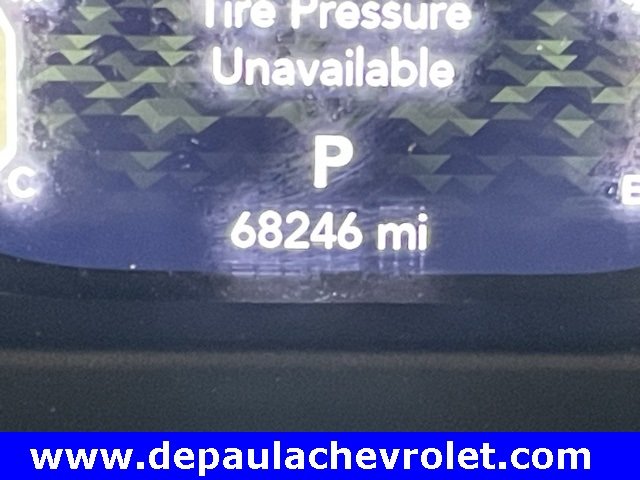 Tire Pressure
Unavailable
P
C
E
68246 mi
www.depaulachevrolet.com